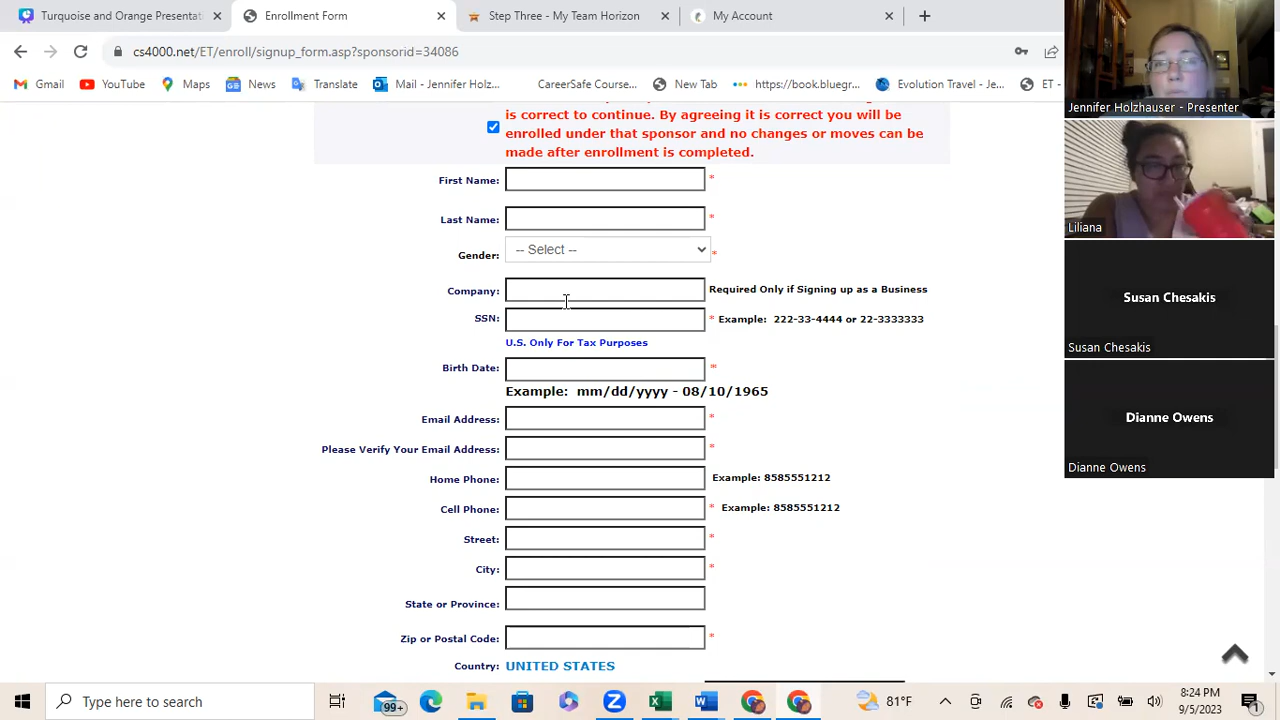 Turquoise and Orange Presentat
Enrollment Form
Step Three - My Team Horizon
My Account
cs4000.net/ET/enroll/signup_form.asp?sponsorid=34086
Gmail
YouTube
Maps
News
Translate
Mail - Jennifer Holz...
CareerSafe Course...
New Tab
https://book.bluegr...
Evolution Travel - Je...
ET -
is correct to continue. By agreeing it is correct you will be
enrolled under that sponsor and no changes or moves can be
made after enrollment is completed.
First Name: *
Last Name: *
Gender: -- Select -- *
Company: Required Only if Signing up as a Business
SSN: * Example: 222-33-4444 or 22-3333333
U.S. Only For Tax Purposes
Birth Date: *
Example: mm/dd/yyyy - 08/10/1965
Email Address: *
Please Verify Your Email Address: *
Home Phone: Example: 8585551212
Cell Phone: * Example: 8585551212
Street: *
City: *
State or Province:
Zip or Postal Code: *
Country: UNITED STATES
Jennifer Holzhauser - Presenter
Liliana
Susan Chesakis
Susan Chesakis
Dianne Owens
Dianne Owens
Type here to search
99+
81°F
8:24 PM
9/5/2023
1